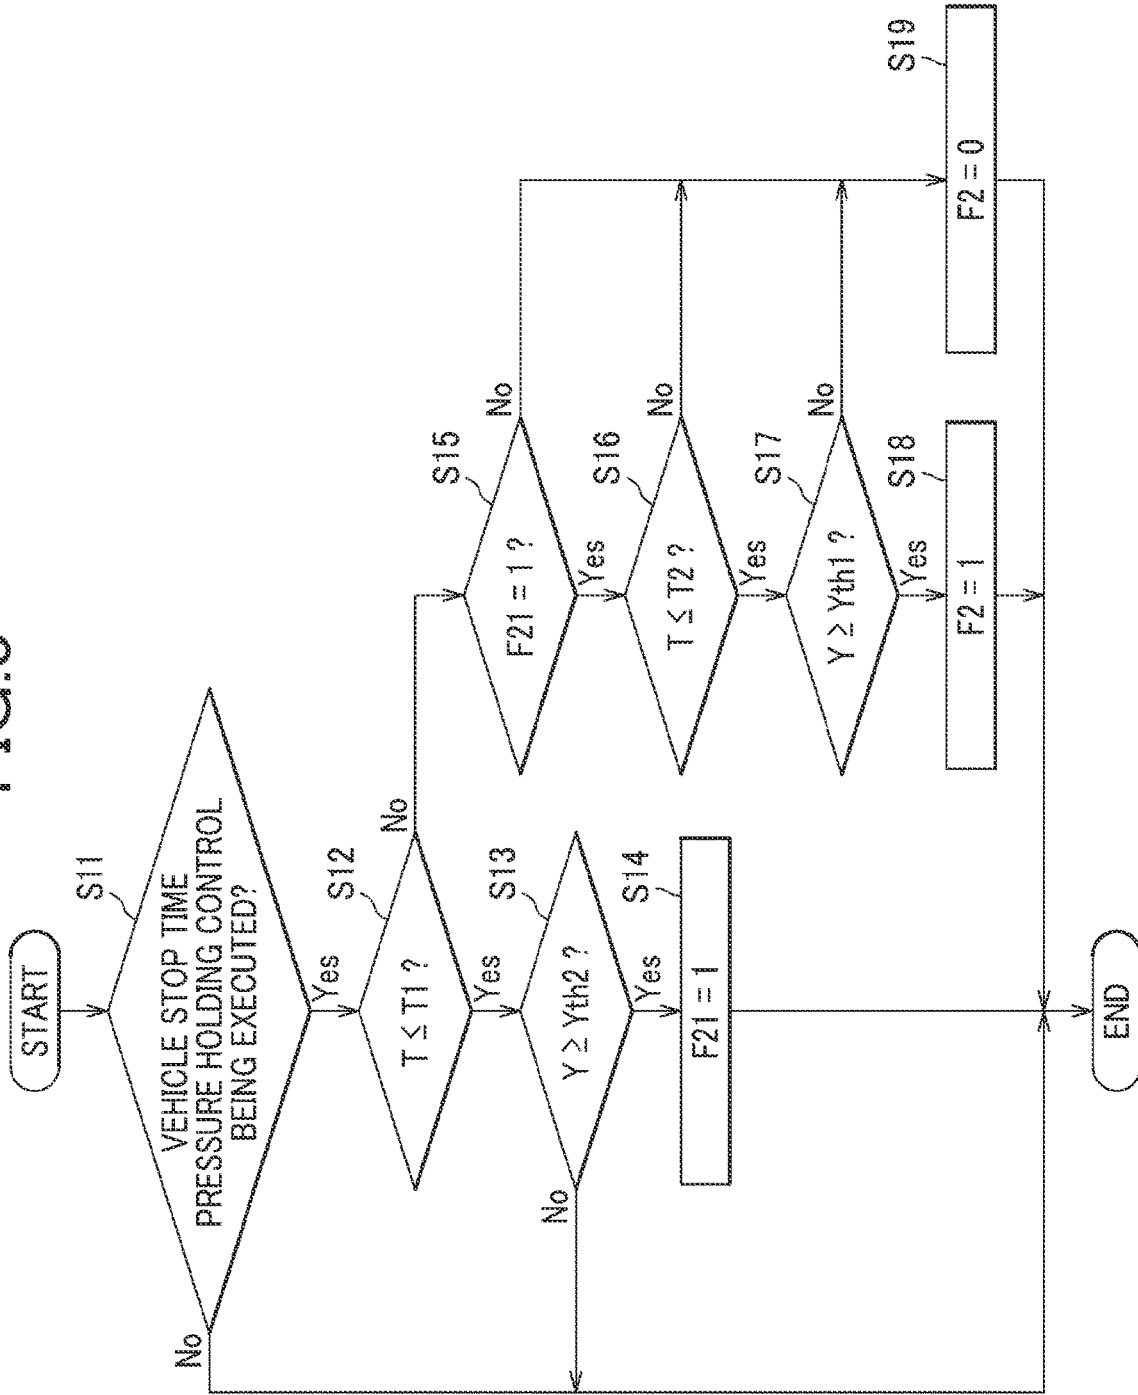 START
S11
VEHICLE STOP TIME
PRESSURE HOLDING CONTROL
BEING EXECUTED?
No
Yes
S12
T ≤ T1 ?
No
Yes
S13
Y ≥ Yth2 ?
No
Yes
S14
F21 = 1
S15
F21 = 1 ?
No
Yes
S16
T ≤ T2 ?
No
Yes
S17
Y ≥ Yth1 ?
No
Yes
S18
F2 = 1
S19
F2 = 0
END